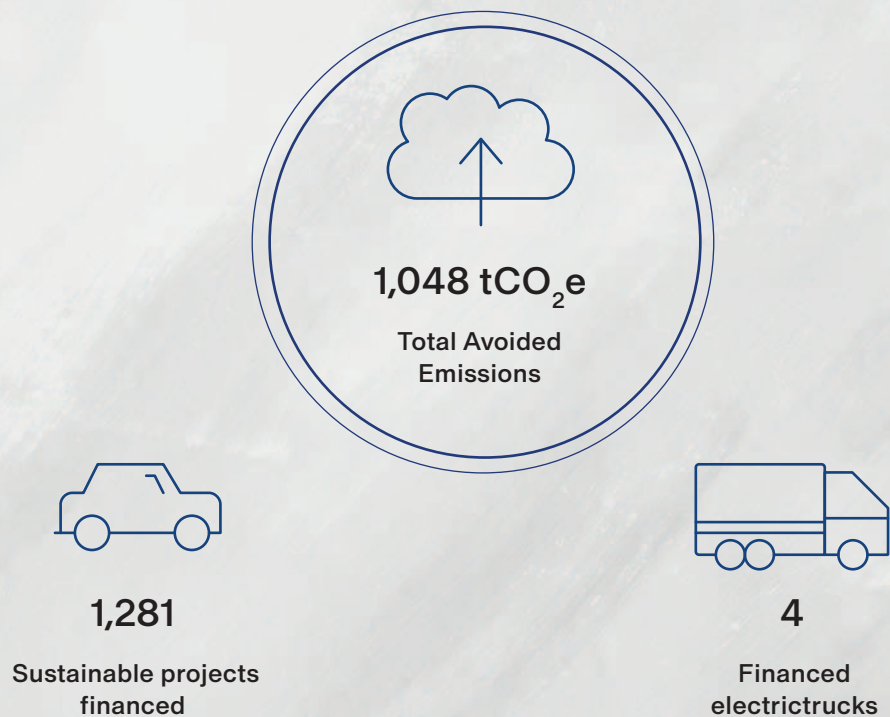 1,048 tCO₂e
Total Avoided
Emissions
1,281
Sustainable projects
financed
4
Financed
electrictrucks